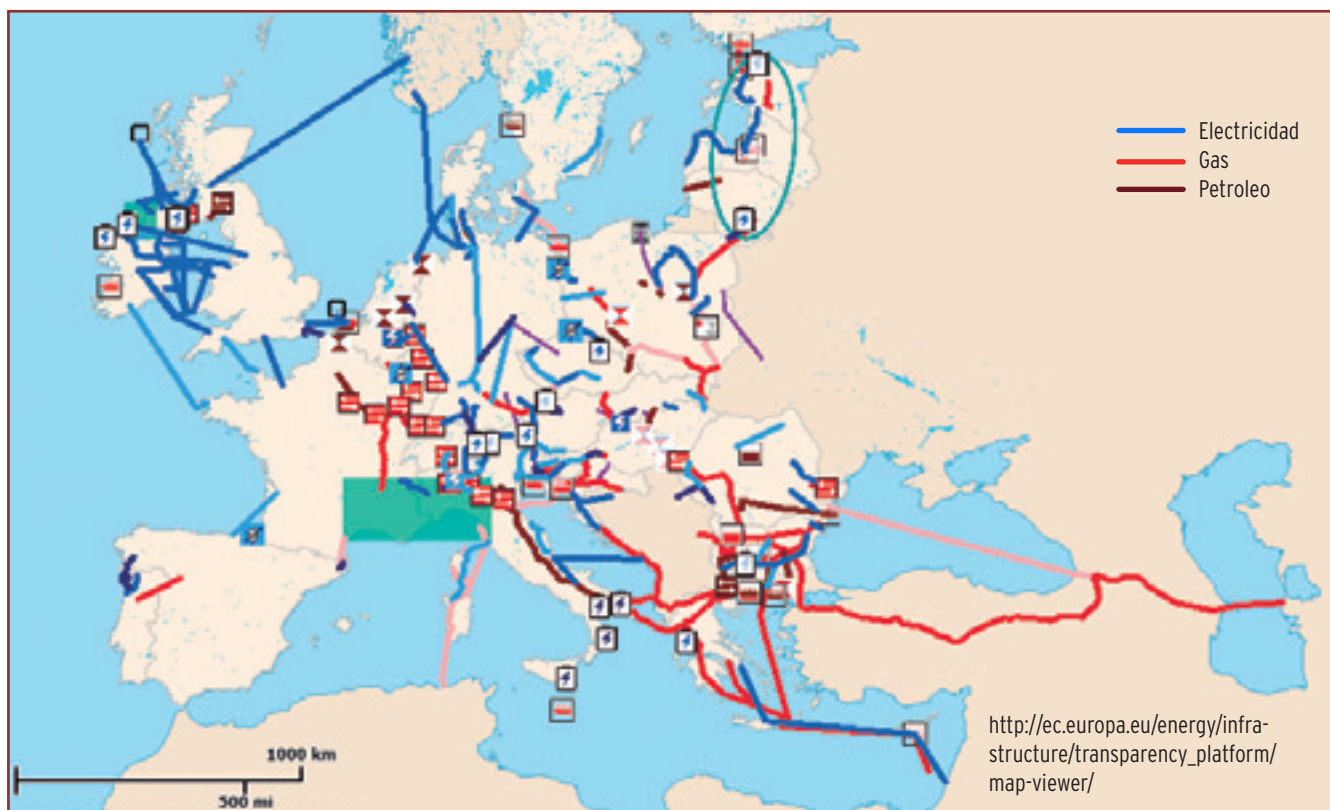 Electricidad
Gas
Petroleo
http://ec.europa.eu/energy/infra-
structure/transparency_platform/
map-viewer/
1000 km
500 mi